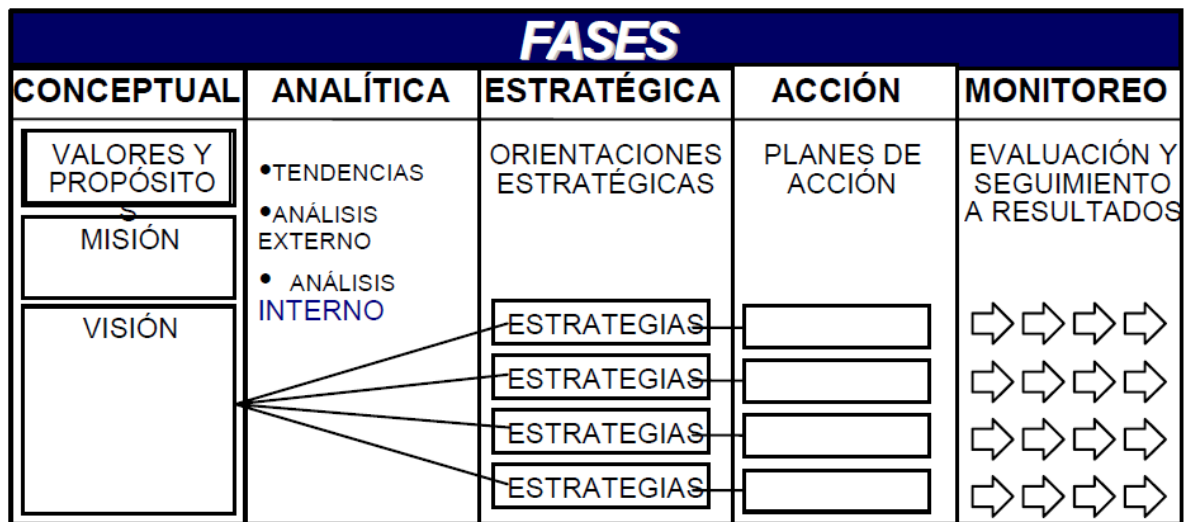 FASES
CONCEPTUAL
ANALÍTICA
ESTRATÉGICA
ACCIÓN
MONITOREO
VALORES Y
PROPÓSITO
S
MISIÓN
VISIÓN
•TENDENCIAS
•ANÁLISIS
EXTERNO
• ANÁLISIS
INTERNO
ORIENTACIONES
ESTRATÉGICAS
ESTRATEGIAS
ESTRATEGIAS
ESTRATEGIAS
ESTRATEGIAS
PLANES DE
ACCIÓN
EVALUACIÓN Y
SEGUIMIENTO
A RESULTADOS